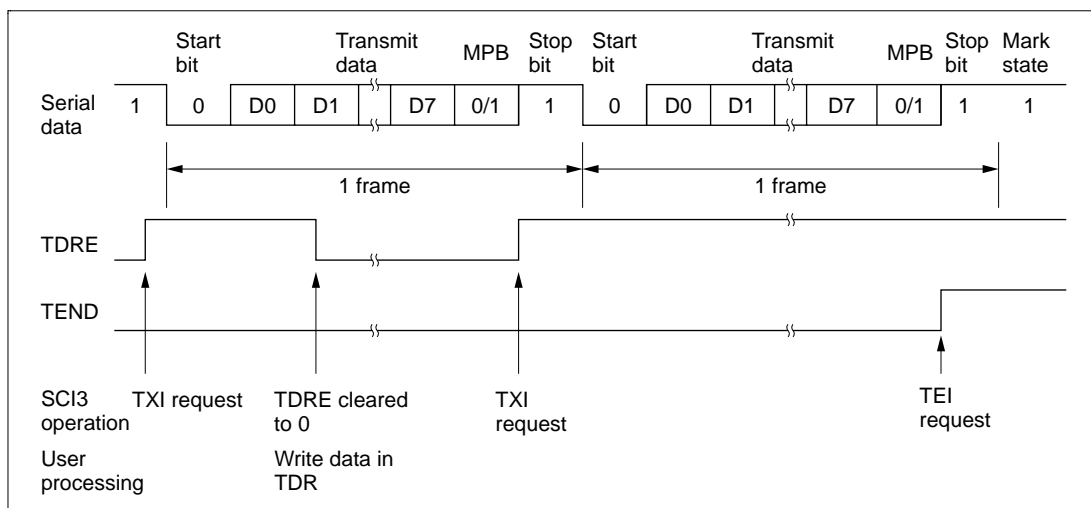 Start bit
Transmit data
MPB
Stop bit
Start bit
Transmit data
MPB
Stop bit
Mark state
Serial data
1 0 D0 D1 D7 0/1 1 0 D0 D1 D7 0/1 1 1
1 frame 1 frame
TDRE
TEND
SCI3 operation
TXI request
TDRE cleared to 0
TXI request
TEI request
User processing
Write data in TDR